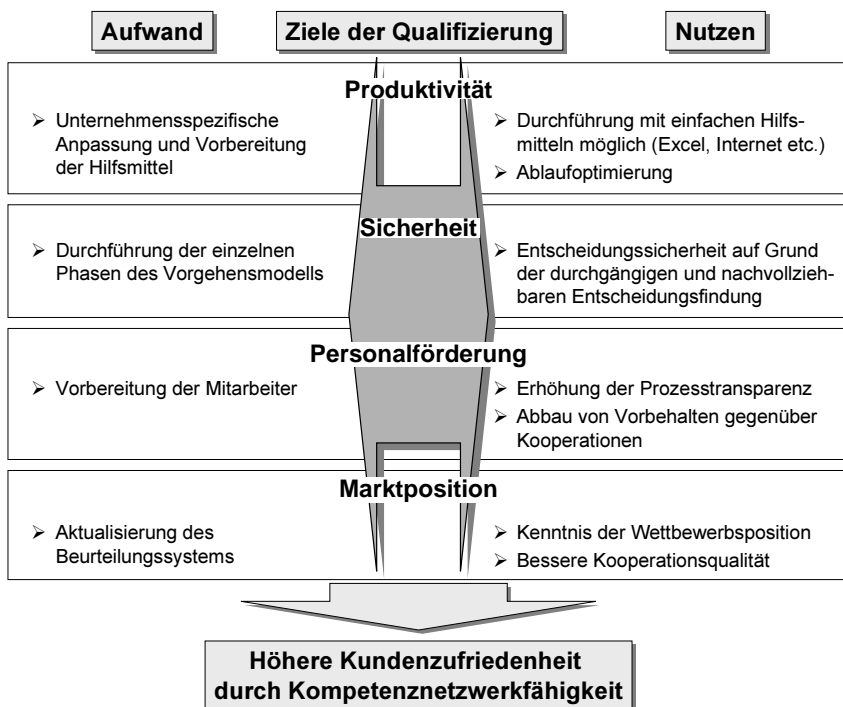 Aufwand
Ziele der Qualifizierung
Nutzen
Produktivität
➢ Unternehmensspezifische
Anpassung und Vorbereitung
der Hilfsmittel
➢ Durchführung mit einfachen Hilfs-
mitteln möglich (Excel, Internet etc.)
➢ Ablaufoptimierung
Sicherheit
➢ Durchführung der einzelnen
Phasen des Vorgehensmodells
➢ Entscheidungssicherheit auf Grund
der durchgängigen und nachvollzieh-
baren Entscheidungsfindung
Personalförderung
➢ Vorbereitung der Mitarbeiter
➢ Erhöhung der Prozesstransparenz
➢ Abbau von Vorbehalten gegenüber
Kooperationen
Marktposition
➢ Aktualisierung des
Beurteilungssystems
➢ Kenntnis der Wettbewerbsposition
➢ Bessere Kooperationsqualität
Höhere Kundenzufriedenheit
durch Kompetenznetzwerkfähigkeit